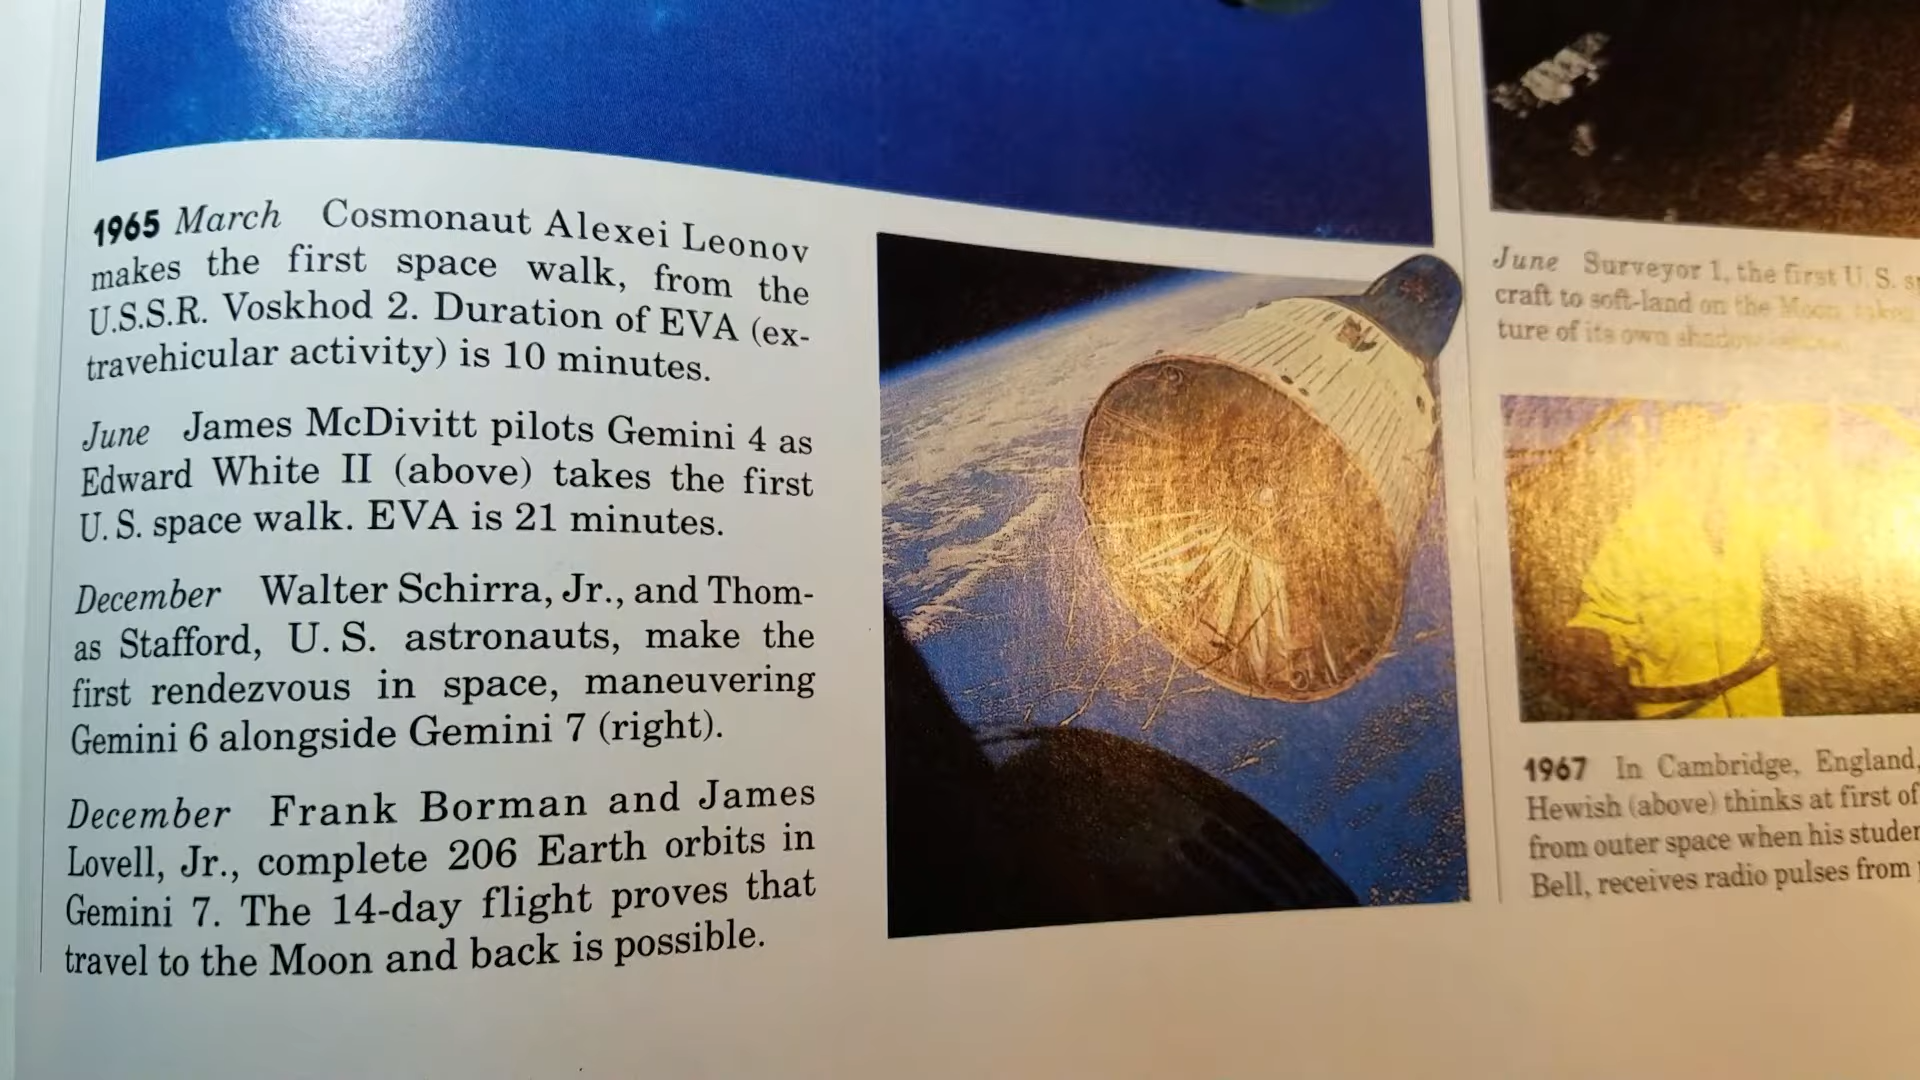 1965 March Cosmonaut Alexei Leonov
makes the first space walk, from the
U.S.S.R. Voskhod 2. Duration of EVA (ex-
travehicular activity) is 10 minutes.
June James McDivitt pilots Gemini 4 as
Edward White II (above) takes the first
U. S. space walk. EVA is 21 minutes.
December Walter Schirra, Jr., and Thom-
as Stafford, U. S. astronauts, make the
first rendezvous in space, maneuvering
Gemini 6 alongside Gemini 7 (right).
December Frank Borman and James
Lovell, Jr., complete 206 Earth orbits in
Gemini 7. The 14-day flight proves that
travel to the Moon and back is possible.
June Surveyor 1, the first U. S.
craft to soft-land on the Moon,
ture of its own shadow
1967 In Cambridge, England,
Hewish (above) thinks at first of
from outer space when his
Bell, receives radio pulses from